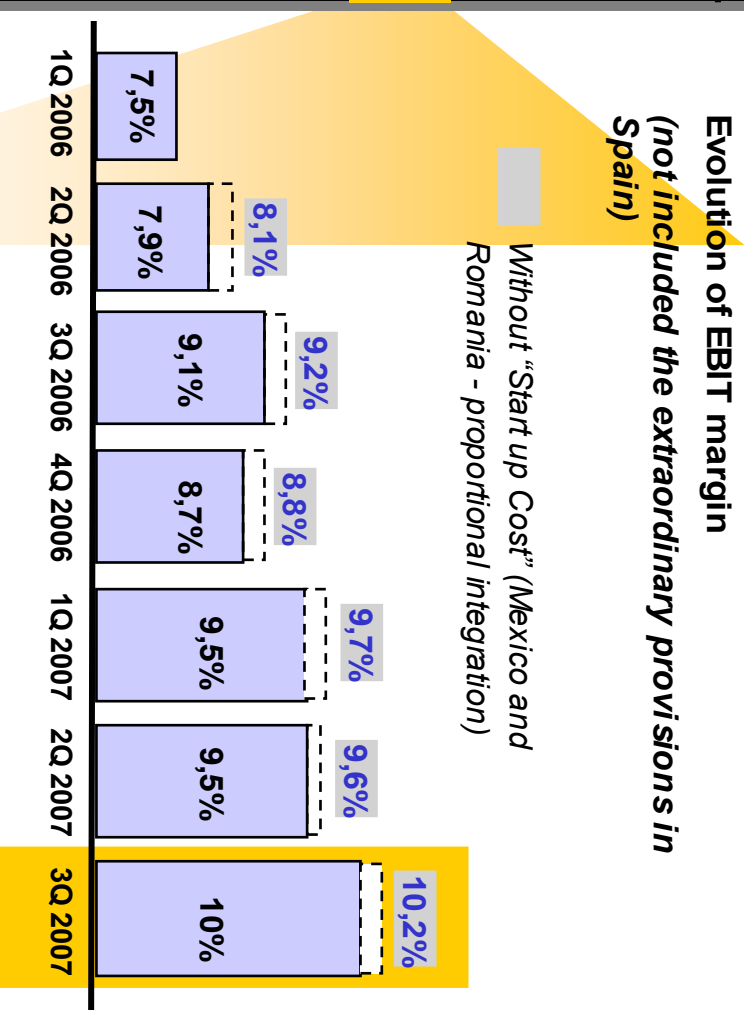 Evolution of EBIT margin
(not included the extraordinary provisions in
Spain)
Without “Start up Cost” (Mexico and
Romania - proportional integration)
8,1%
9,2%
8,8%
9,7%
9,6%
10,2%
7,5%
7,9%
9,1%
8,7%
9,5%
9,5%
10%
1Q 2006
2Q 2006
3Q 2006
4Q 2006
1Q 2007
2Q 2007
3Q 2007